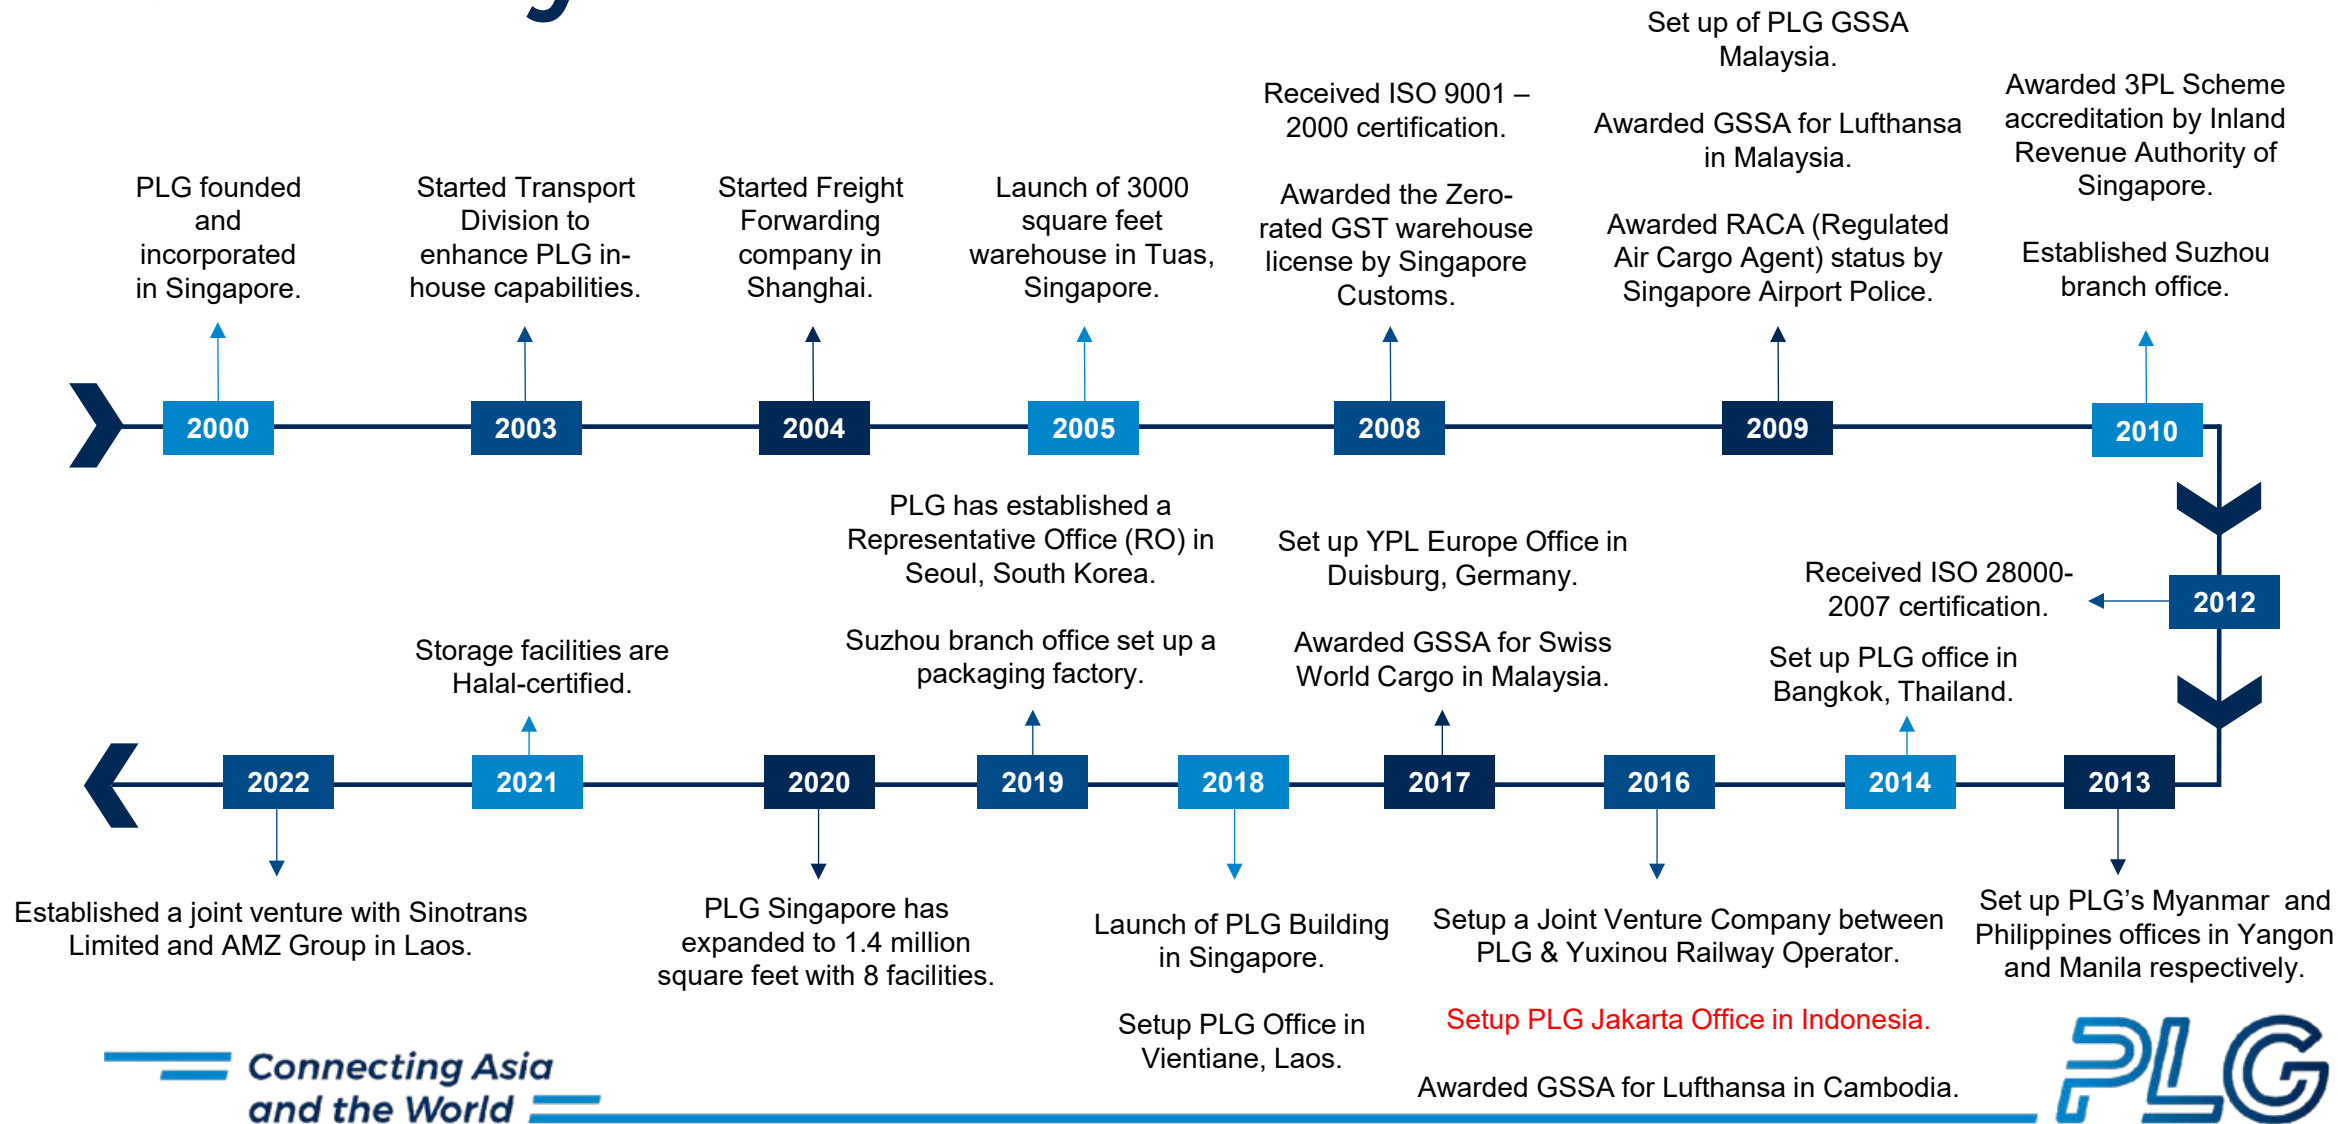 PLG founded
and
incorporated
in Singapore.
2000
Started Transport
Division to
enhance PLG in-
house capabilities.
2003
Started Freight
Forwarding
company in
Shanghai.
2004
Launch of 3000
square feet
warehouse in Tuas,
Singapore.
2005
Received ISO 9001 –
2000 certification.
Awarded the Zero-
rated GST warehouse
license by Singapore
Customs.
2008
Set up of PLG GSSA
Malaysia.
Awarded GSSA for Lufthansa
in Malaysia.
Awarded RACA (Regulated
Air Cargo Agent) status by
Singapore Airport Police.
2009
Awarded 3PL Scheme
accreditation by Inland
Revenue Authority of
Singapore.
Established Suzhou
branch office.
2010
Received ISO 28000-
2007 certification.
2012
2013
Set up PLG’s Myanmar and
Philippines offices in Yangon
and Manila respectively.
Set up PLG office in
Bangkok, Thailand.
2014
2016
Setup a Joint Venture Company between
PLG & Yuxinou Railway Operator.
Setup PLG Jakarta Office in Indonesia.
Awarded GSSA for Lufthansa in Cambodia.
Set up YPL Europe Office in
Duisburg, Germany.
Awarded GSSA for Swiss
World Cargo in Malaysia.
2017
2018
Launch of PLG Building
in Singapore.
Setup PLG Office in
Vientiane, Laos.
PLG has established a
Representative Office (RO) in
Seoul, South Korea.
Suzhou branch office set up a
packaging factory.
2019
2020
PLG Singapore has
expanded to 1.4 million
square feet with 8 facilities.
Storage facilities are
Halal-certified.
2021
2022
Established a joint venture with Sinotrans
Limited and AMZ Group in Laos.
Connecting Asia
and the World
PLG